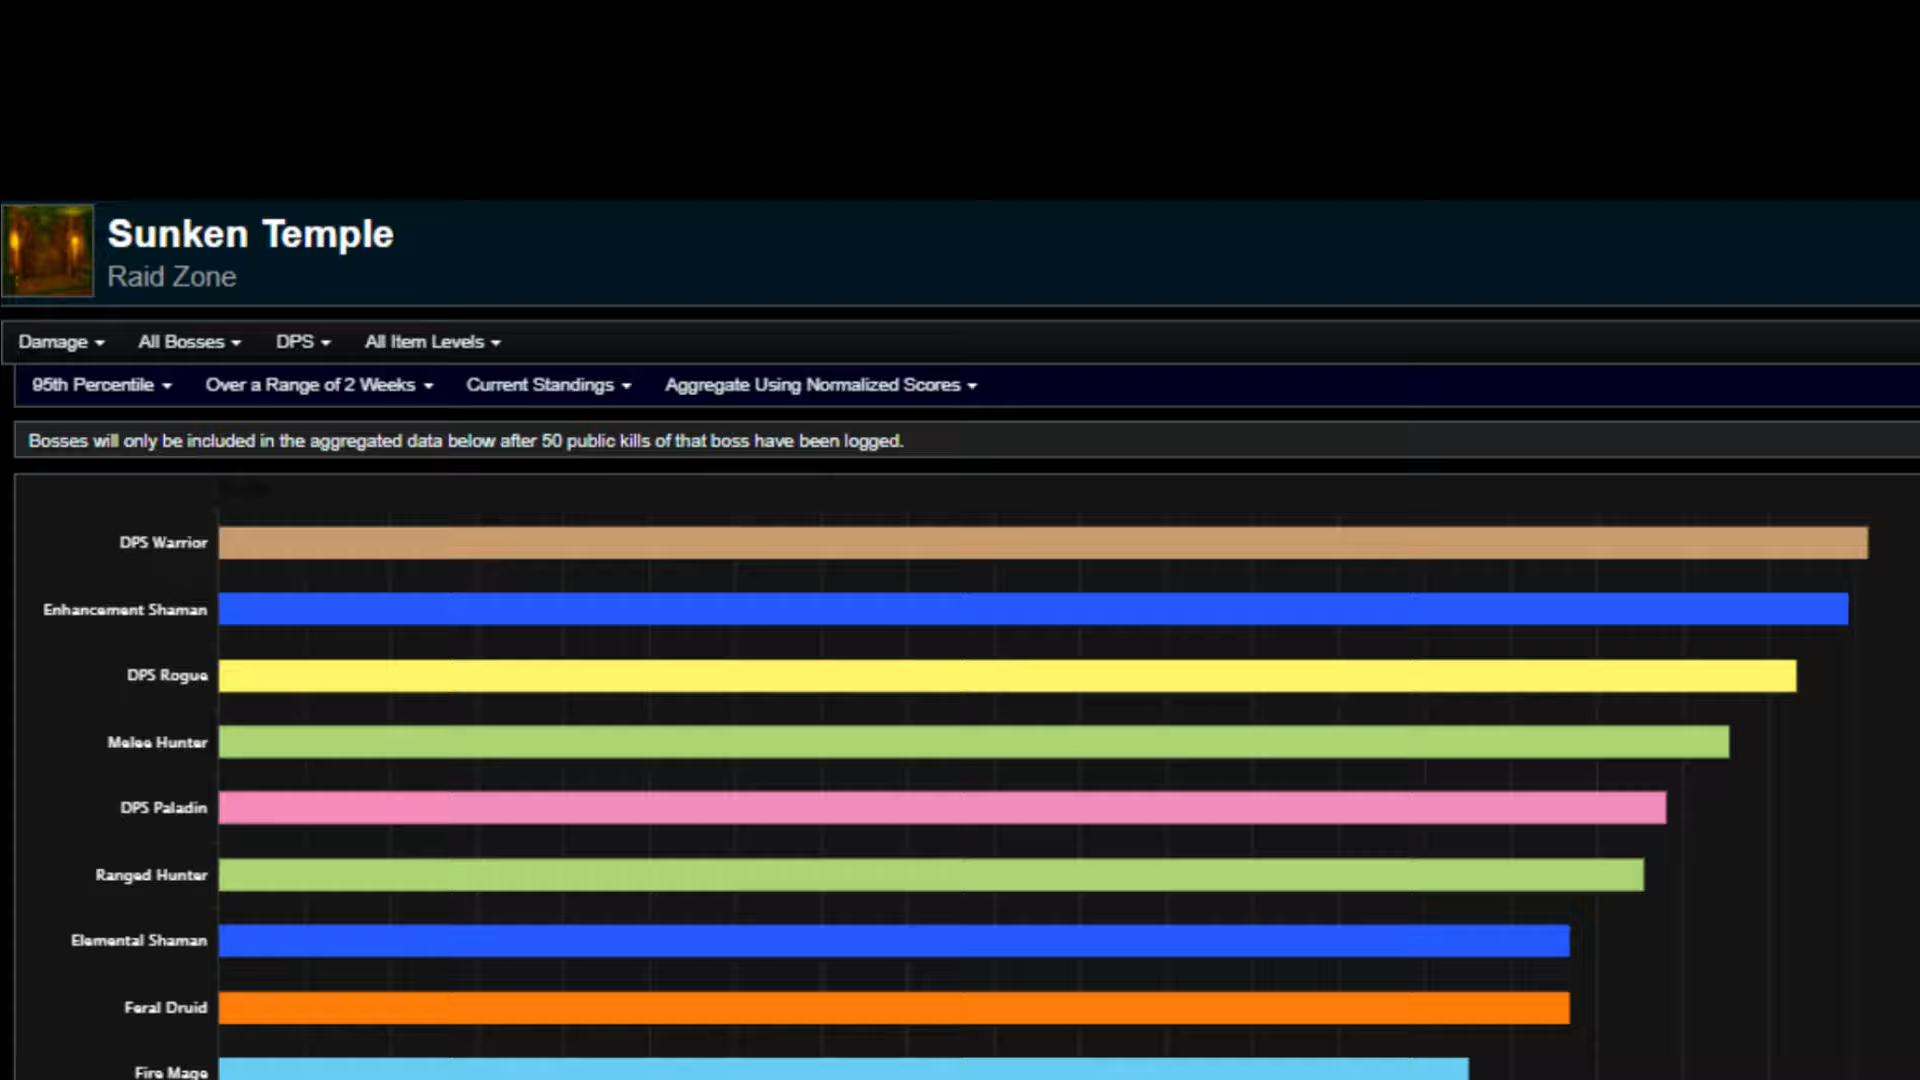 Sunken Temple
Raid Zone
Damage All Bosses DPS All Item Levels
95th Percentile Over a Range of 2 Weeks Current Standings Aggregate Using Normalized Scores
Bosses will only be included in the aggregated data below after 50 public kills of that boss have been logged.
DPS Warrior
Enhancement Shaman
DPS Rogue
Melee Hunter
DPS Paladin
Ranged Hunter
Elemental Shaman
Feral Druid
Fire Mage